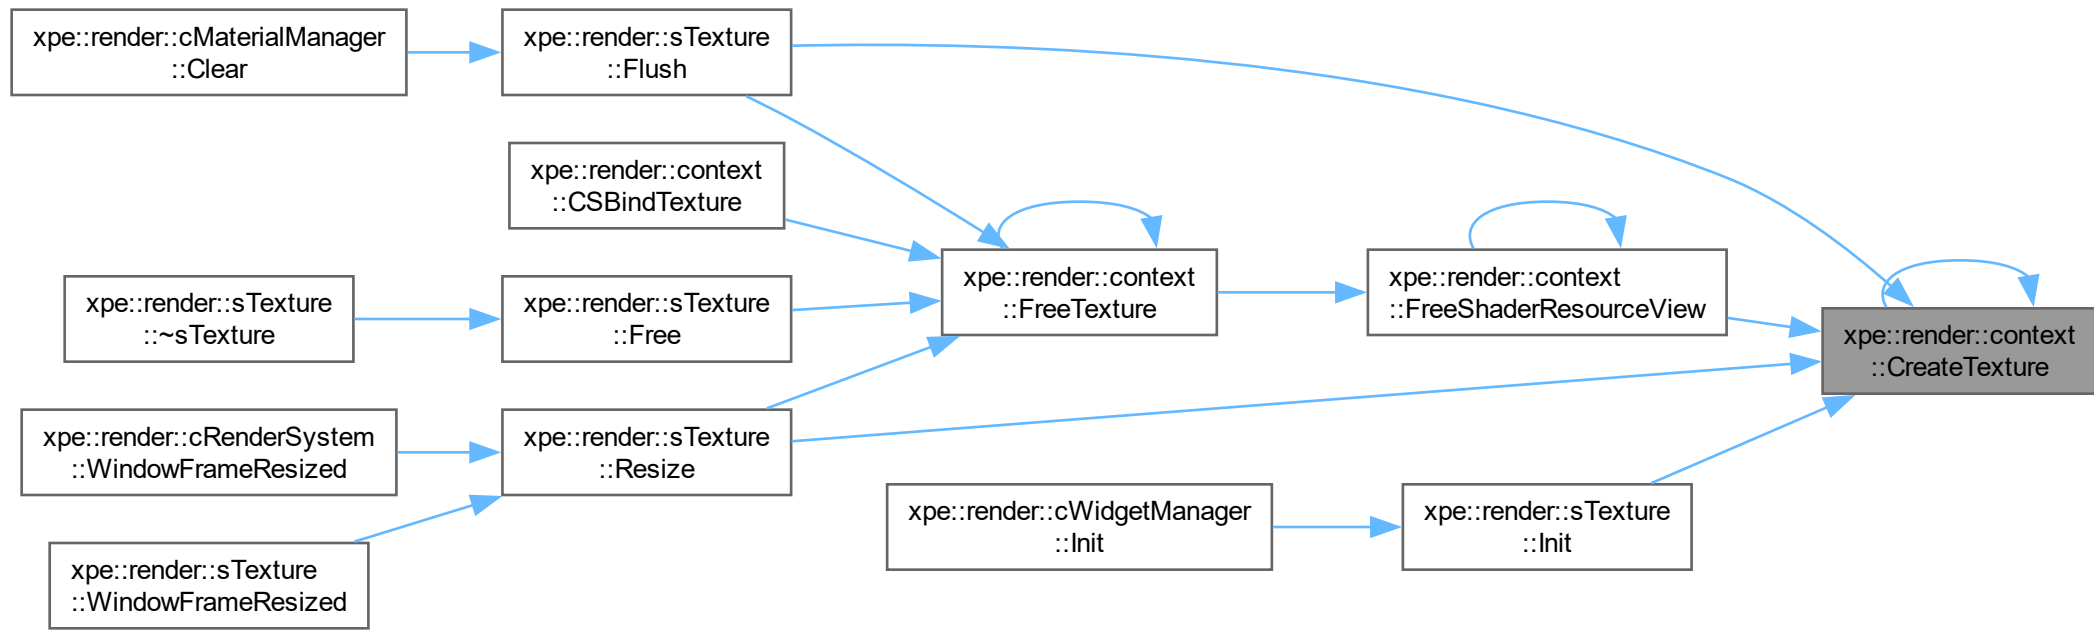 xpe::render::cMaterialManager
::Clear
xpe::render::sTexture
::Flush
xpe::render::context
::CSBindTexture
xpe::render::sTexture
::~sTexture
xpe::render::sTexture
::Free
xpe::render::context
::FreeTexture
xpe::render::context
::FreeShaderResourceView
xpe::render::context
::CreateTexture
xpe::render::cRenderSystem
::WindowFrameResized
xpe::render::sTexture
::Resize
xpe::render::cWidgetManager
::Init
xpe::render::sTexture
::Init
xpe::render::sTexture
::WindowFrameResized